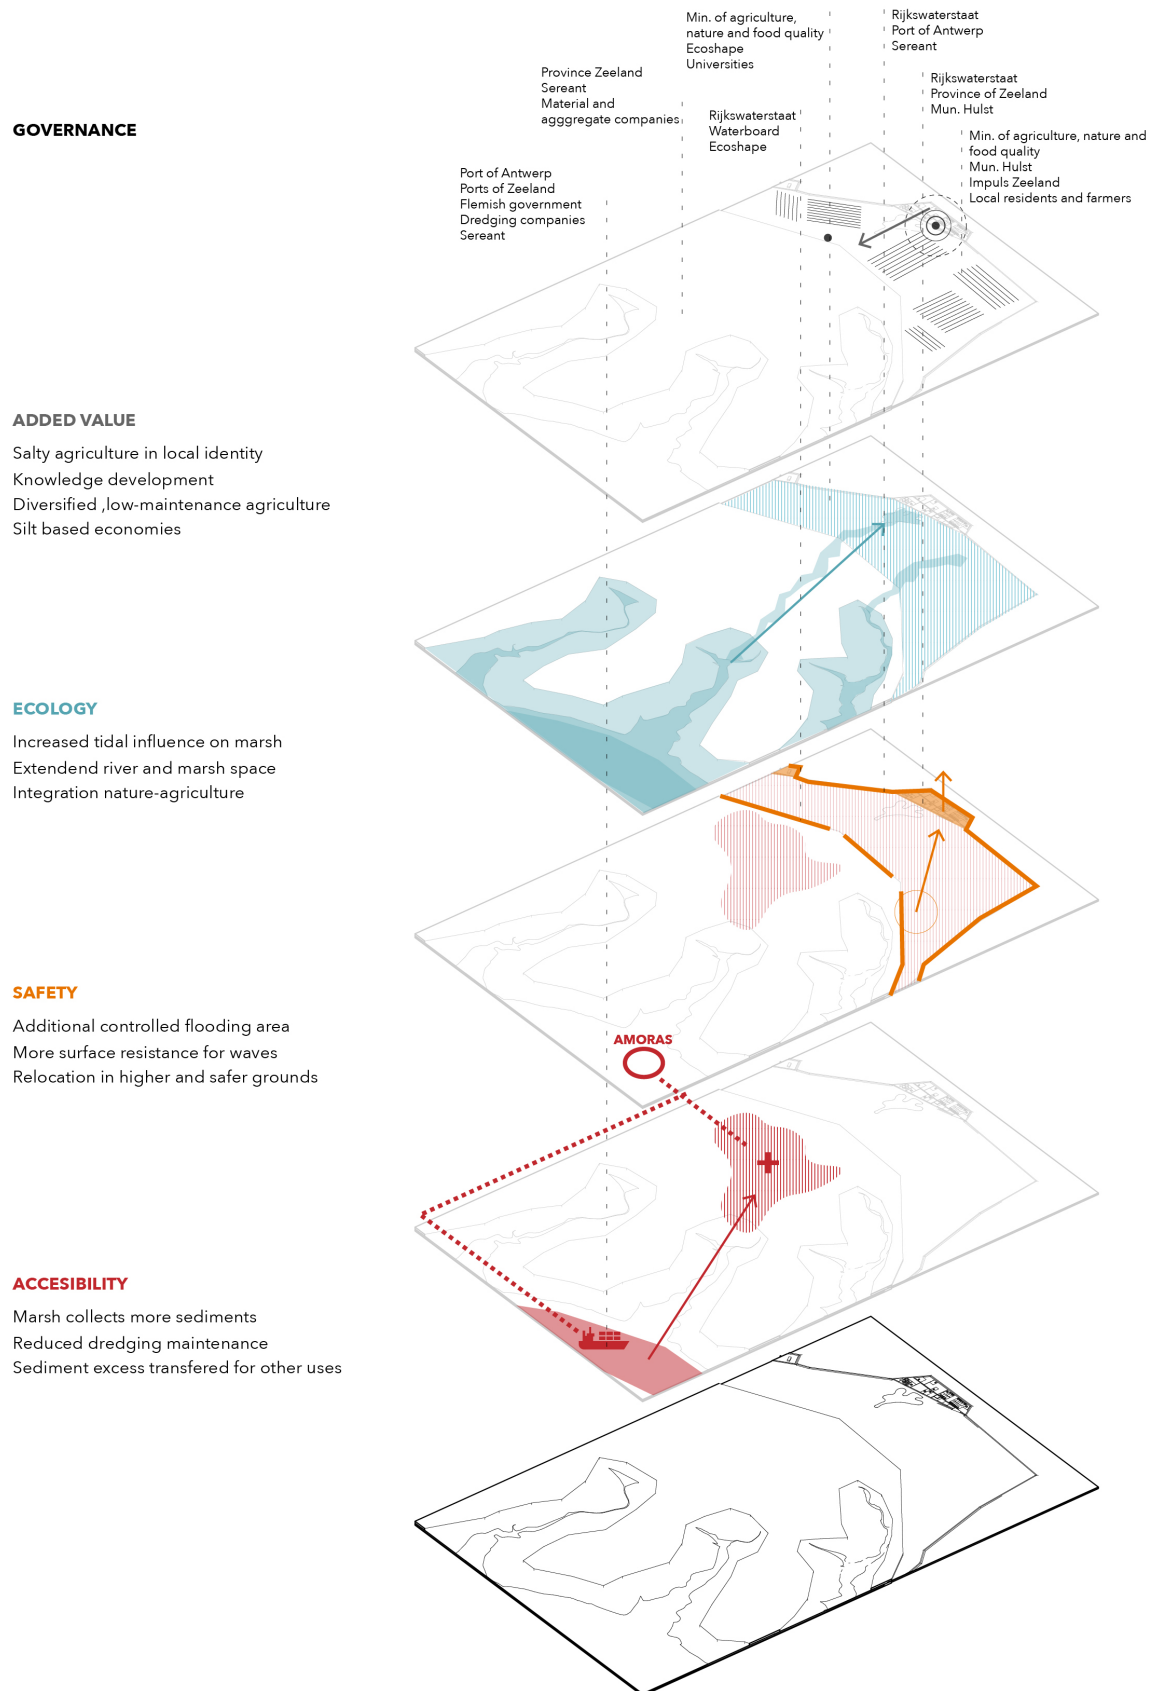 Min. of agriculture,
nature and food quality
Ecoshape
Universities
Rijkswaterstaat
Port of Antwerp
Sereant
Province Zeeland
Sereant
Material and
agggregate companies
Rijkswaterstaat
Province of Zeeland
Mun. Hulst
Rijkswaterstaat
Waterboard
Ecoshape
GOVERNANCE
Min. of agriculture, nature and
food quality
Mun. Hulst
Impuls Zeeland
Local residents and farmers
Port of Antwerp
Ports of Zeeland
Flemish government
Dredging companies
Sereant
ADDED VALUE
Salty agriculture in local identity
Knowledge development
Diversified ,low-maintenance agriculture
Silt based economies
ECOLOGY
Increased tidal influence on marsh
Extendend river and marsh space
Integration nature-agriculture
SAFETY
Additional controlled flooding area
More surface resistance for waves
Relocation in higher and safer grounds
AMORAS
ACCESIBILITY
Marsh collects more sediments
Reduced dredging maintenance
Sediment excess transfered for other uses